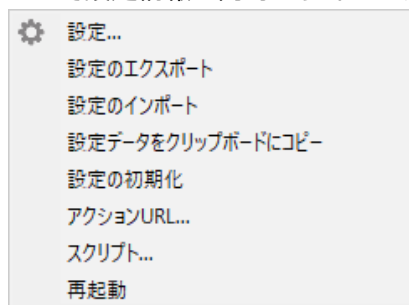 設定...
設定のエクスポート
設定のインポート
設定データをクリップボードにコピー
設定の初期化
アクションURL...
スクリプト...
再起動